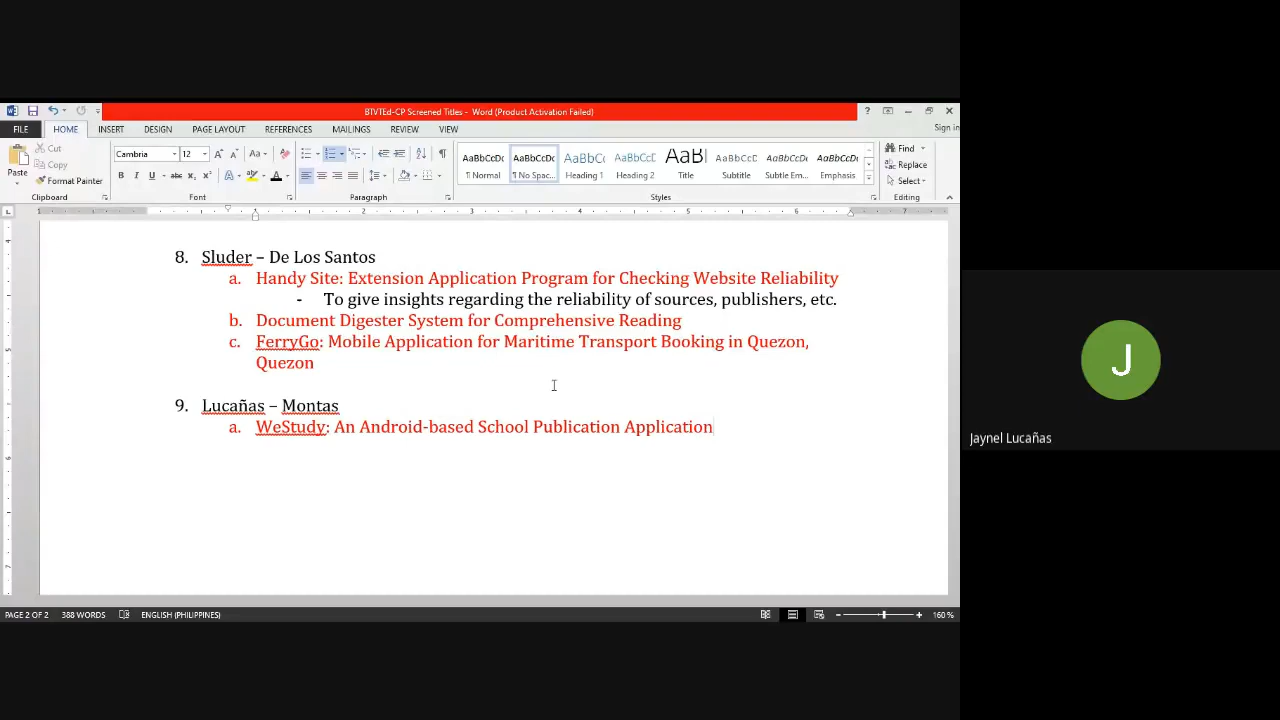 BTVTEd-CP Screened Titles - Word (Product Activation Failed)
FILE HOME INSERT DESIGN PAGE LAYOUT REFERENCES MAILINGS REVIEW VIEW Sign in
Paste
Cut
Copy
Format Painter
Clipboard
Cambria 12
Font
Paragraph
AaBbCcDc ¶ Normal
AaBbCcDc ¶ No Spac...
AaBbCc Heading 1
AaBbCcC Heading 2
AaBl Title
AaBbCcC Subtitle
AaBbCcDc Subtle Em...
AaBbCcDc Emphasis
Styles
Find
Replace
Select
Editing
8. Sluder – De Los Santos
a. Handy Site: Extension Application Program for Checking Website Reliability
- To give insights regarding the reliability of sources, publishers, etc.
b. Document Digester System for Comprehensive Reading
c. FerryGo: Mobile Application for Maritime Transport Booking in Quezon,
Quezon
9. Lucañas – Montas
a. WeStudy: An Android-based School Publication Application
PAGE 2 OF 2 388 WORDS ENGLISH (PHILIPPINES) 160%
J
Jaynel Lucañas